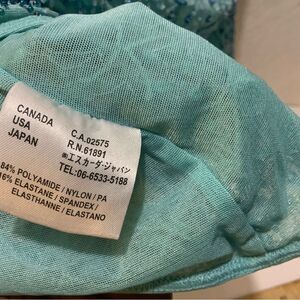 CANADA
USA
JAPAN
C.A.02575
R.N.61891
㈱エスカーダ・ジャパン
TEL:06-6533-5188
84% POLYAMIDE / NYLON / PA
16% ELASTANE / SPANDEX /
ELASTHANNE / ELASTANO